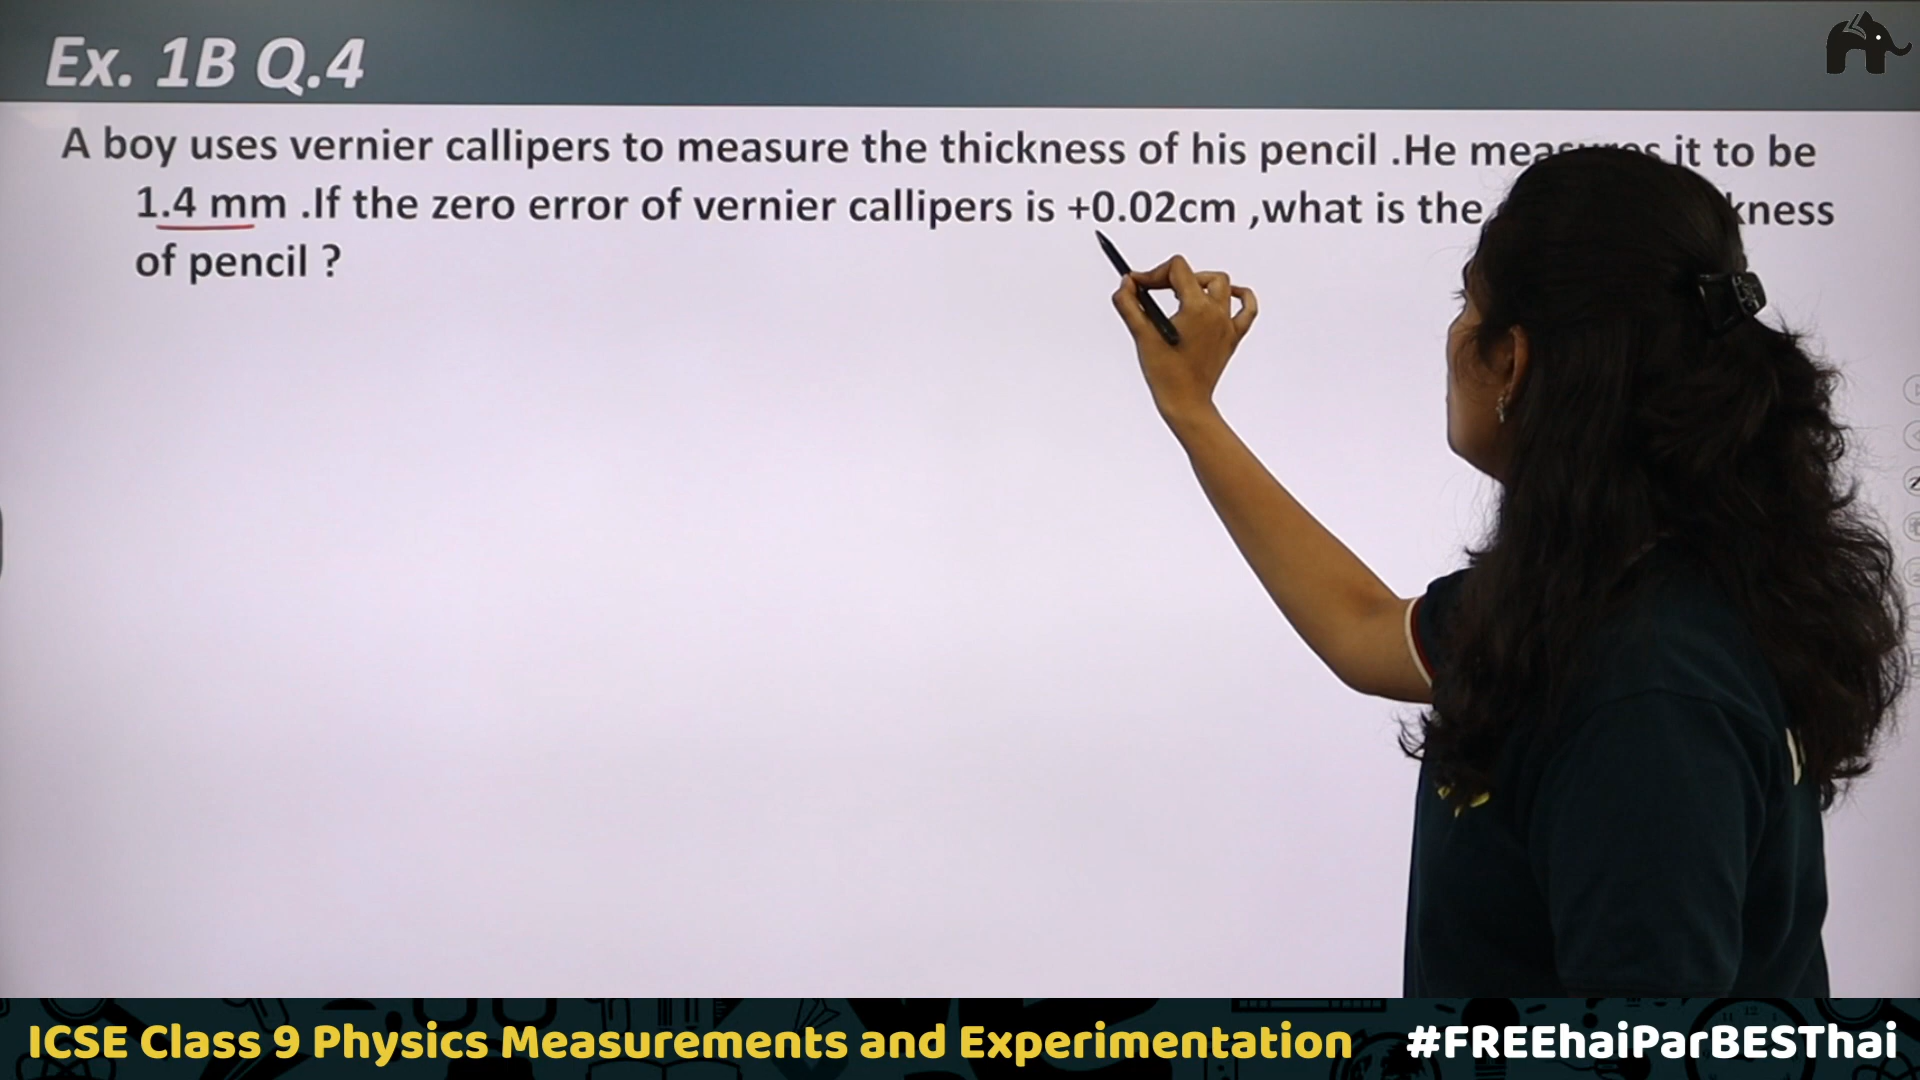 Ex. 1B Q.4
A boy uses vernier callipers to measure the thickness of his pencil .He measures it to be
1.4 mm .If the zero error of vernier callipers is +0.02cm ,what is the
of pencil ?
ICSE Class 9 Physics Measurements and Experimentation #FREEhaiParBESThai